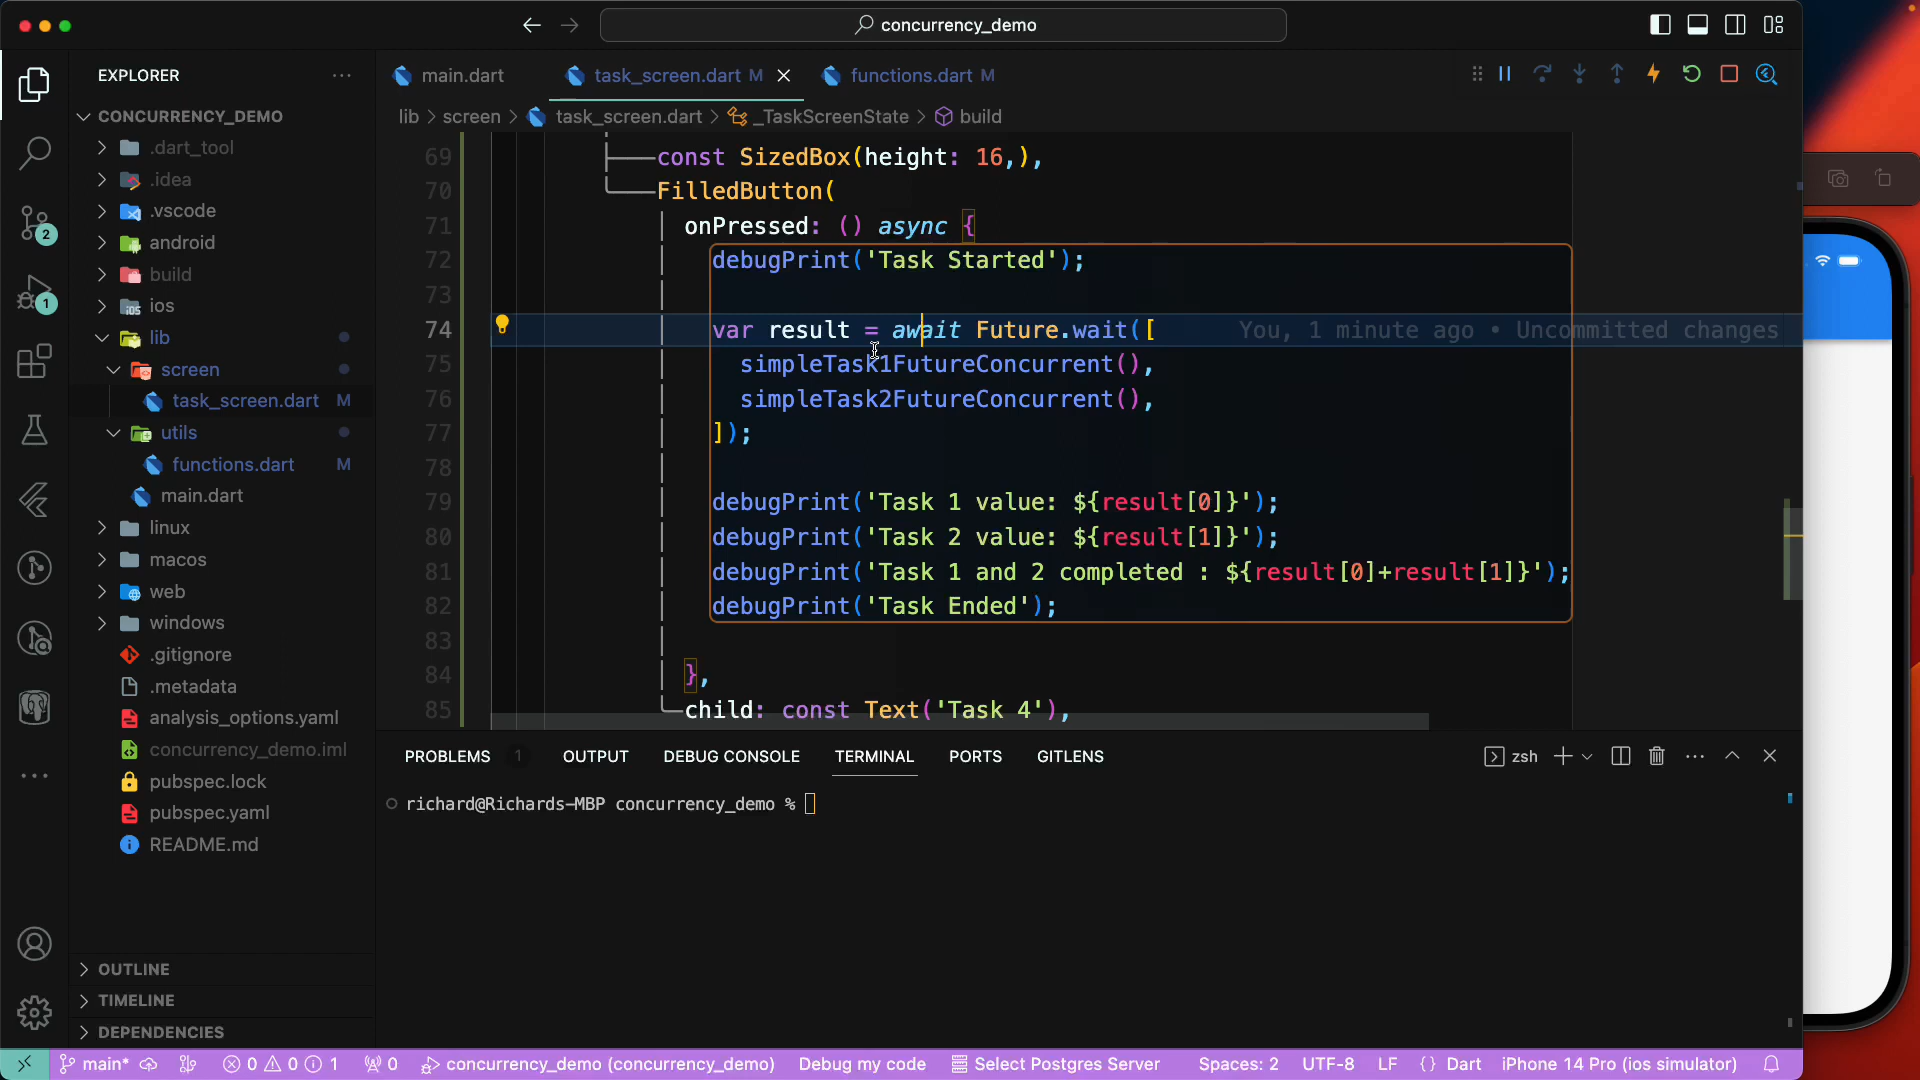 concurrency_demo
EXPLORER
main.dart
task_screen.dart M
functions.dart M
CONCURRENCY_DEMO
lib > screen > task_screen.dart > _TaskScreenState > build
.dart_tool
.idea
.vscode
android
build
ios
lib
screen
task_screen.dart M
utils
functions.dart M
main.dart
linux
macos
web
windows
.gitignore
.metadata
analysis_options.yaml
concurrency_demo.iml
pubspec.lock
pubspec.yaml
README.md
OUTLINE
TIMELINE
DEPENDENCIES
2
1
69 const SizedBox(height: 16,),
70 FilledButton(
71 onPressed: () async {
72 debugPrint('Task Started');
73
74 var result = await Future.wait([ You, 1 minute ago • Uncommitted changes
75 simpleTask1FutureConcurrent(),
76 simpleTask2FutureConcurrent(),
77 ]);
78
79 debugPrint('Task 1 value: ${result[0]}');
80 debugPrint('Task 2 value: ${result[1]}');
81 debugPrint('Task 1 and 2 completed : ${result[0]+result[1]}');
82 debugPrint('Task Ended');
83
84 },
85 child: const Text('Task 4'),
PROBLEMS 1 OUTPUT DEBUG CONSOLE TERMINAL PORTS GITLENS
zsh
richard@Richards-MBP concurrency_demo %
main* 0 0 1 0 concurrency_demo (concurrency_demo) Debug my code Select Postgres Server Spaces: 2 UTF-8 LF {} Dart iPhone 14 Pro (ios simulator)